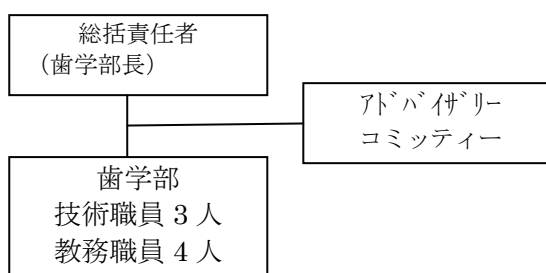 総括責任者
(歯学部長)
ｱﾄﾞﾊﾞｲｻﾞﾘｰ
コミッティー
歯学部
技術職員 3 人
教務職員 4 人